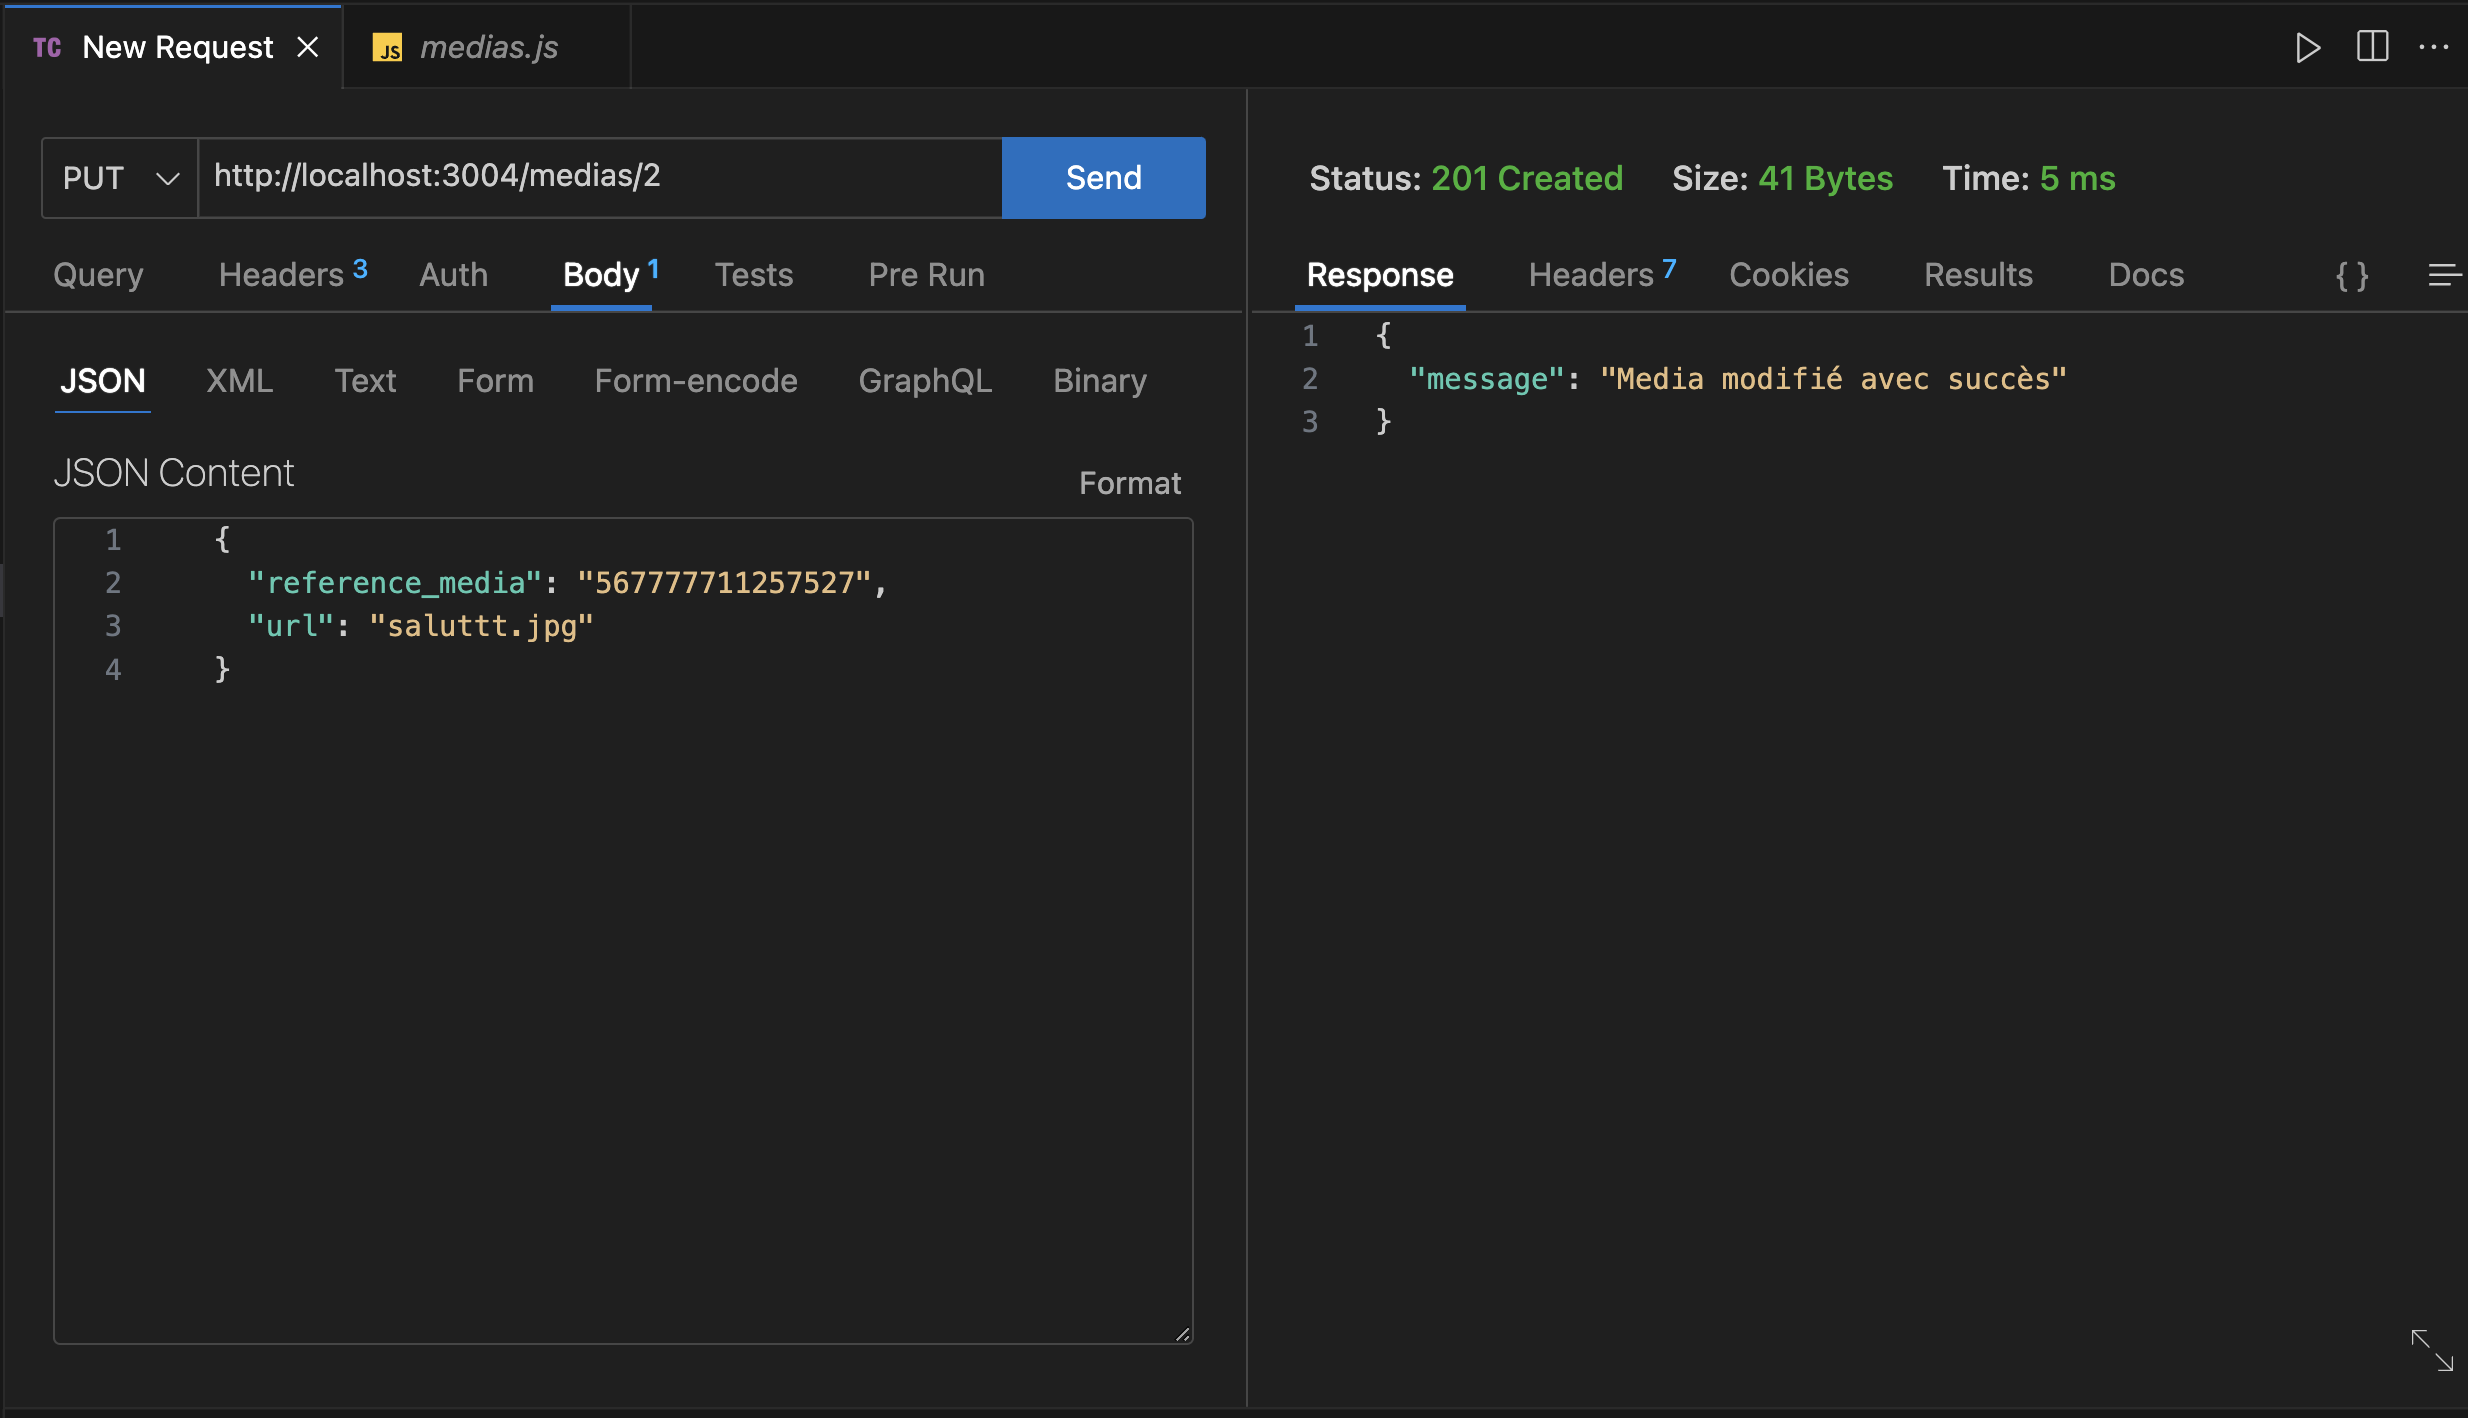 TC New Request
JS medias.js
PUT http://localhost:3004/medias/2 Send
Query Headers 3 Auth Body 1 Tests Pre Run
JSON XML Text Form Form-encode GraphQL Binary
JSON Content
Format
1 {
2 "reference_media": "567777711257527",
3 "url": "saluttt.jpg"
4 }
Status: 201 Created Size: 41 Bytes Time: 5 ms
Response Headers 7 Cookies Results Docs { }
1 {
2 "message": "Media modifié avec succès"
3 }